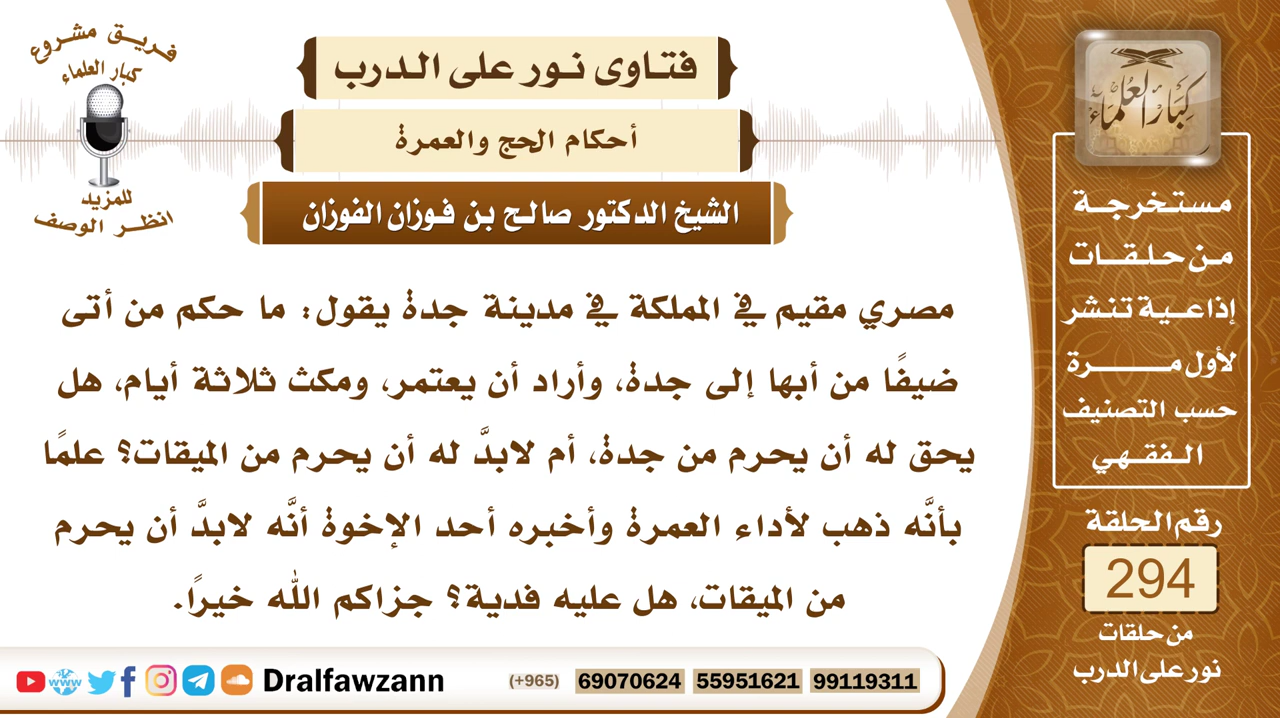 فريق مشروع
كبار العلماء
للمزيد
انظر الوصف
فتاوى نور على الدرب
أحكام الحج والعمرة
الشيخ الدكتور صالح بن فوزان الفوزان
مصري مقيم في المملكة في مدينة جدة يقول: ما حكم من أتى
ضيفًا من أبها إلى جدة، وأراد أن يعتمر، ومكث ثلاثة أيام، هل
يحق له أن يحرم من جدة، أم لابدَّ له أن يحرم من الميقات؟ علمًا
بأنَّه ذهب لأداء العمرة وأخبره أحد الإخوة أنَّه لابدَّ أن يحرم
من الميقات، هل عليه فدية؟ جزاكم الله خيرًا.
كبار العلماء
مستخرجة
من حلقات
إذاعية تنشر
لأول مرة
حسب التصنيف
الفقهي
رقم الحلقة
294
من حلقات
نور على الدرب
www
Dralfawzann (+965) 69070624 55951621 99119311